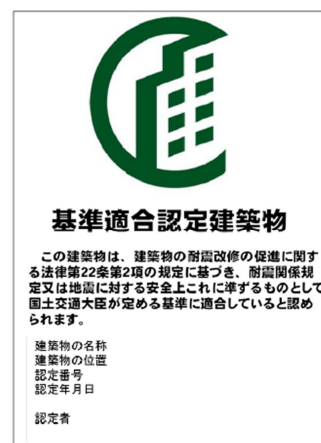 基準適合認定建築物
この建築物は、建築物の耐震改修の促進に関す
る法律第22条第2項の規定に基づき、耐震関係規
定又は地震に対する安全上これに準ずるものとして
国土交通大臣が定める基準に適合していると認め
られます。
建築物の名称
建築物の位置
認定番号
認定年月日
認定者